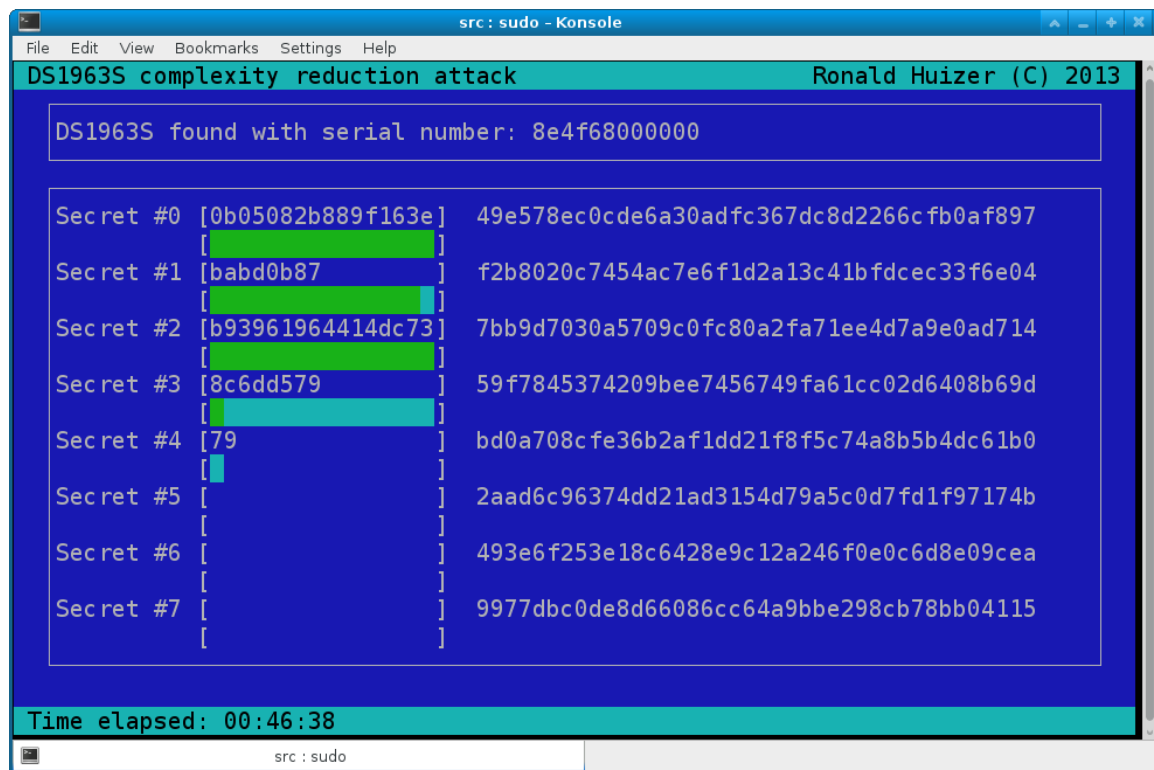 src : sudo – Konsole
File Edit View Bookmarks Settings Help
DS1963S complexity reduction attack Ronald Huizer (C) 2013
DS1963S found with serial number: 8e4f68000000
Secret #0 [0b05082b889f163e] 49e578ec0cde6a30adfc367dc8d2266cfb0af897
[ ]
Secret #1 [babd0b87 ] f2b8020c7454ac7e6f1d2a13c41bfdcec33f6e04
[ ]
Secret #2 [b93961964414dc73] 7bb9d7030a5709c0fc80a2fa71ee4d7a9e0ad714
[ ]
Secret #3 [8c6dd579 ] 59f7845374209bee7456749fa61cc02d6408b69d
[ ]
Secret #4 [79 ] bd0a708cfe36b2af1dd21f8f5c74a8b5b4dc61b0
[ ]
Secret #5 [ ] 2aad6c96374dd21ad3154d79a5c0d7fd1f97174b
[ ]
Secret #6 [ ] 493e6f253e18c6428e9c12a246f0e0c6d8e09cea
[ ]
Secret #7 [ ] 9977dbc0de8d66086cc64a9bbe298cb78bb04115
[ ]
Time elapsed: 00:46:38
src : sudo